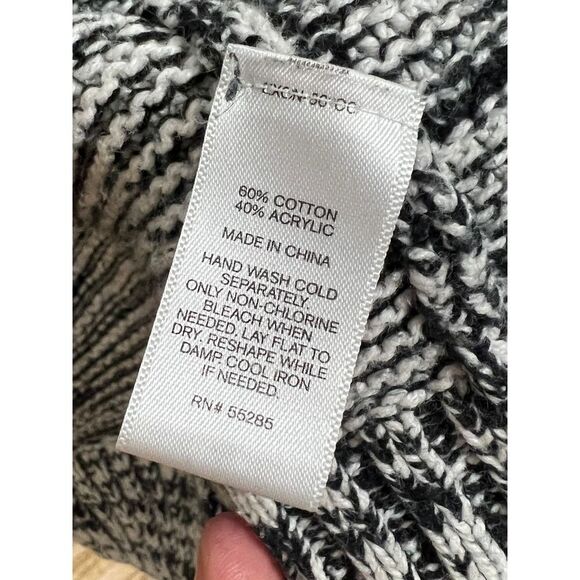 60% COTTON
40% ACRYLIC
MADE IN CHINA
HAND WASH COLD
SEPARATELY.
ONLY NON-CHLORINE
BLEACH WHEN
NEEDED. LAY FLAT TO
DRY. RESHAPE WHILE
DAMP. COOL IRON
IF NEEDED.
RN# 55285